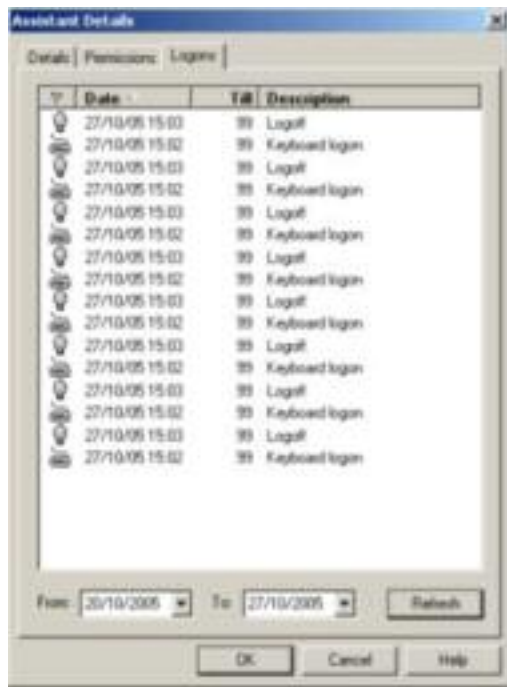 Assistant Details
Details Permissions Logons
Date Till Description
27/10/05 15:03 99 Logoff
27/10/05 15:02 99 Keyboard logon
27/10/05 15:03 99 Logoff
27/10/05 15:02 99 Keyboard logon
27/10/05 15:03 99 Logoff
27/10/05 15:02 99 Keyboard logon
27/10/05 15:03 99 Logoff
27/10/05 15:02 99 Keyboard logon
27/10/05 15:03 99 Logoff
27/10/05 15:02 99 Keyboard logon
27/10/05 15:03 99 Logoff
27/10/05 15:02 99 Keyboard logon
27/10/05 15:03 99 Logoff
27/10/05 15:02 99 Keyboard logon
27/10/05 15:03 99 Logoff
27/10/05 15:02 99 Keyboard logon
From: 20/10/2005 To: 27/10/2005 Refresh
OK Cancel Help